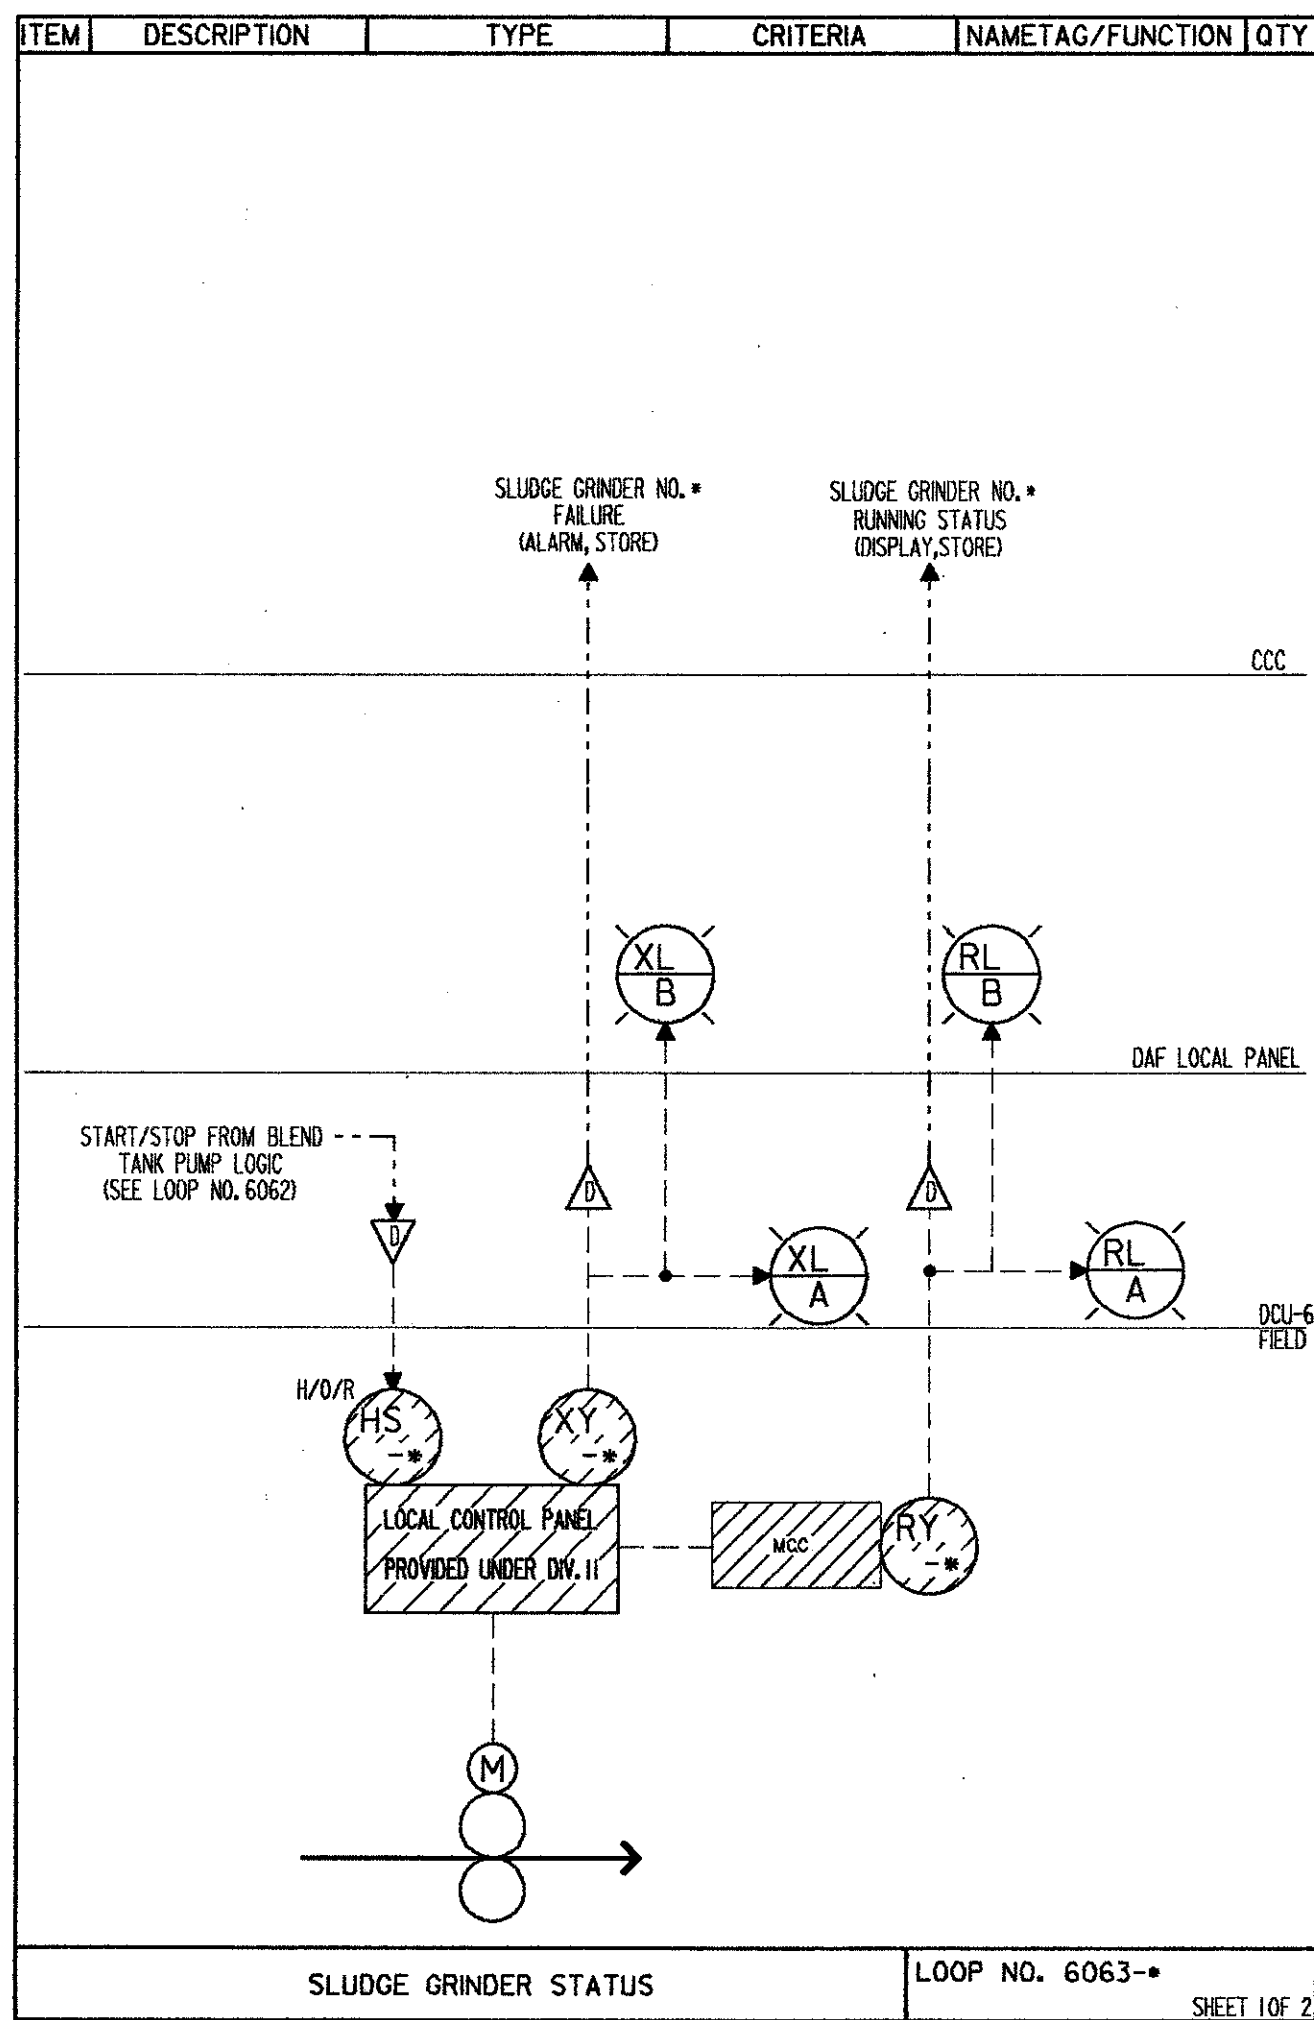 ITEM DESCRIPTION TYPE CRITERIA NAMETAG/FUNCTION QTY
SLUDGE GRINDER NO. *
FAILURE
(ALARM, STORE)
SLUDGE GRINDER NO. *
RUNNING STATUS
(DISPLAY,STORE)
CCC
XL
B
RL
B
DAF LOCAL PANEL
START/STOP FROM BLEND
TANK PUMP LOGIC
(SEE LOOP NO. 6062)
D
D
D
XL
A
RL
A
DCU-6
FIELD
H/O/R
HS
-*
XY
-*
LOCAL CONTROL PANEL
PROVIDED UNDER DIV. 11
MCC
RY
-*
M
SLUDGE GRINDER STATUS
LOOP NO. 6063-*
SHEET 1 OF 2